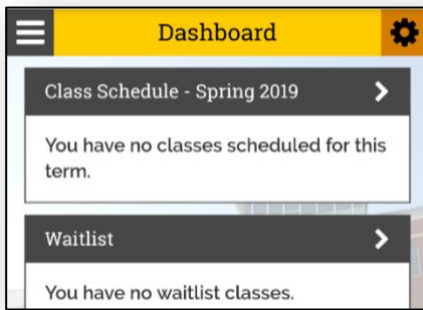 Dashboard
Class Schedule - Spring 2019
You have no classes scheduled for this
term.
Waitlist
You have no waitlist classes.